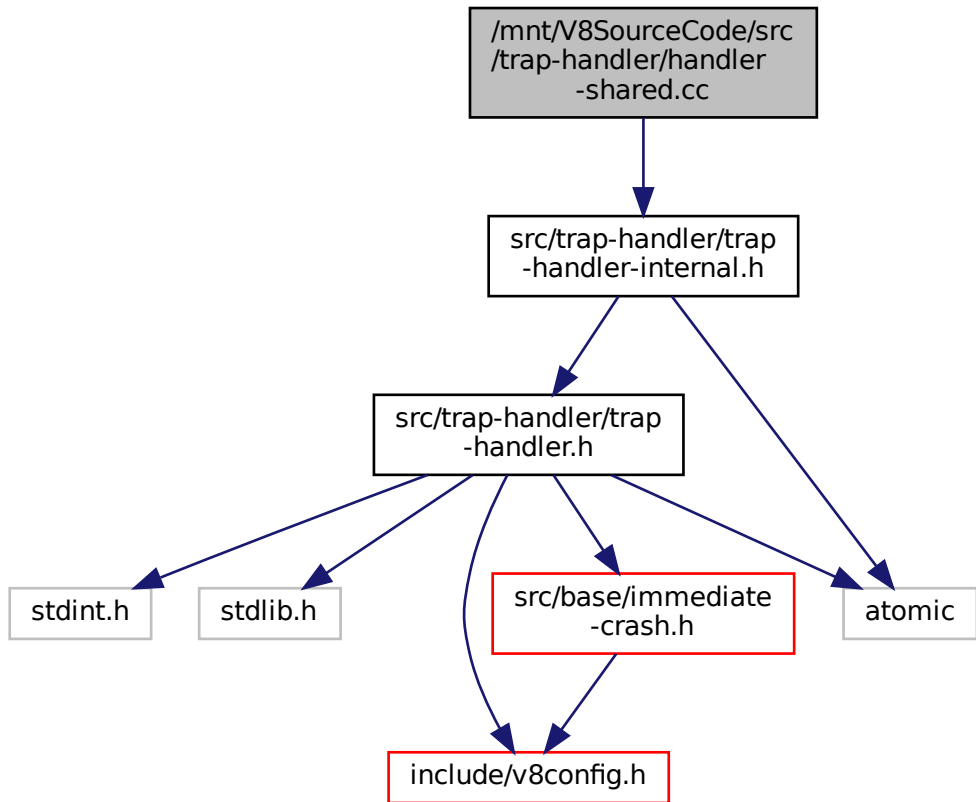 /mnt/V8SourceCode/src
/trap-handler/handler
-shared.cc
src/trap-handler/trap
-handler-internal.h
src/trap-handler/trap
-handler.h
stdint.h
stdlib.h
src/base/immediate
-crash.h
atomic
include/v8config.h